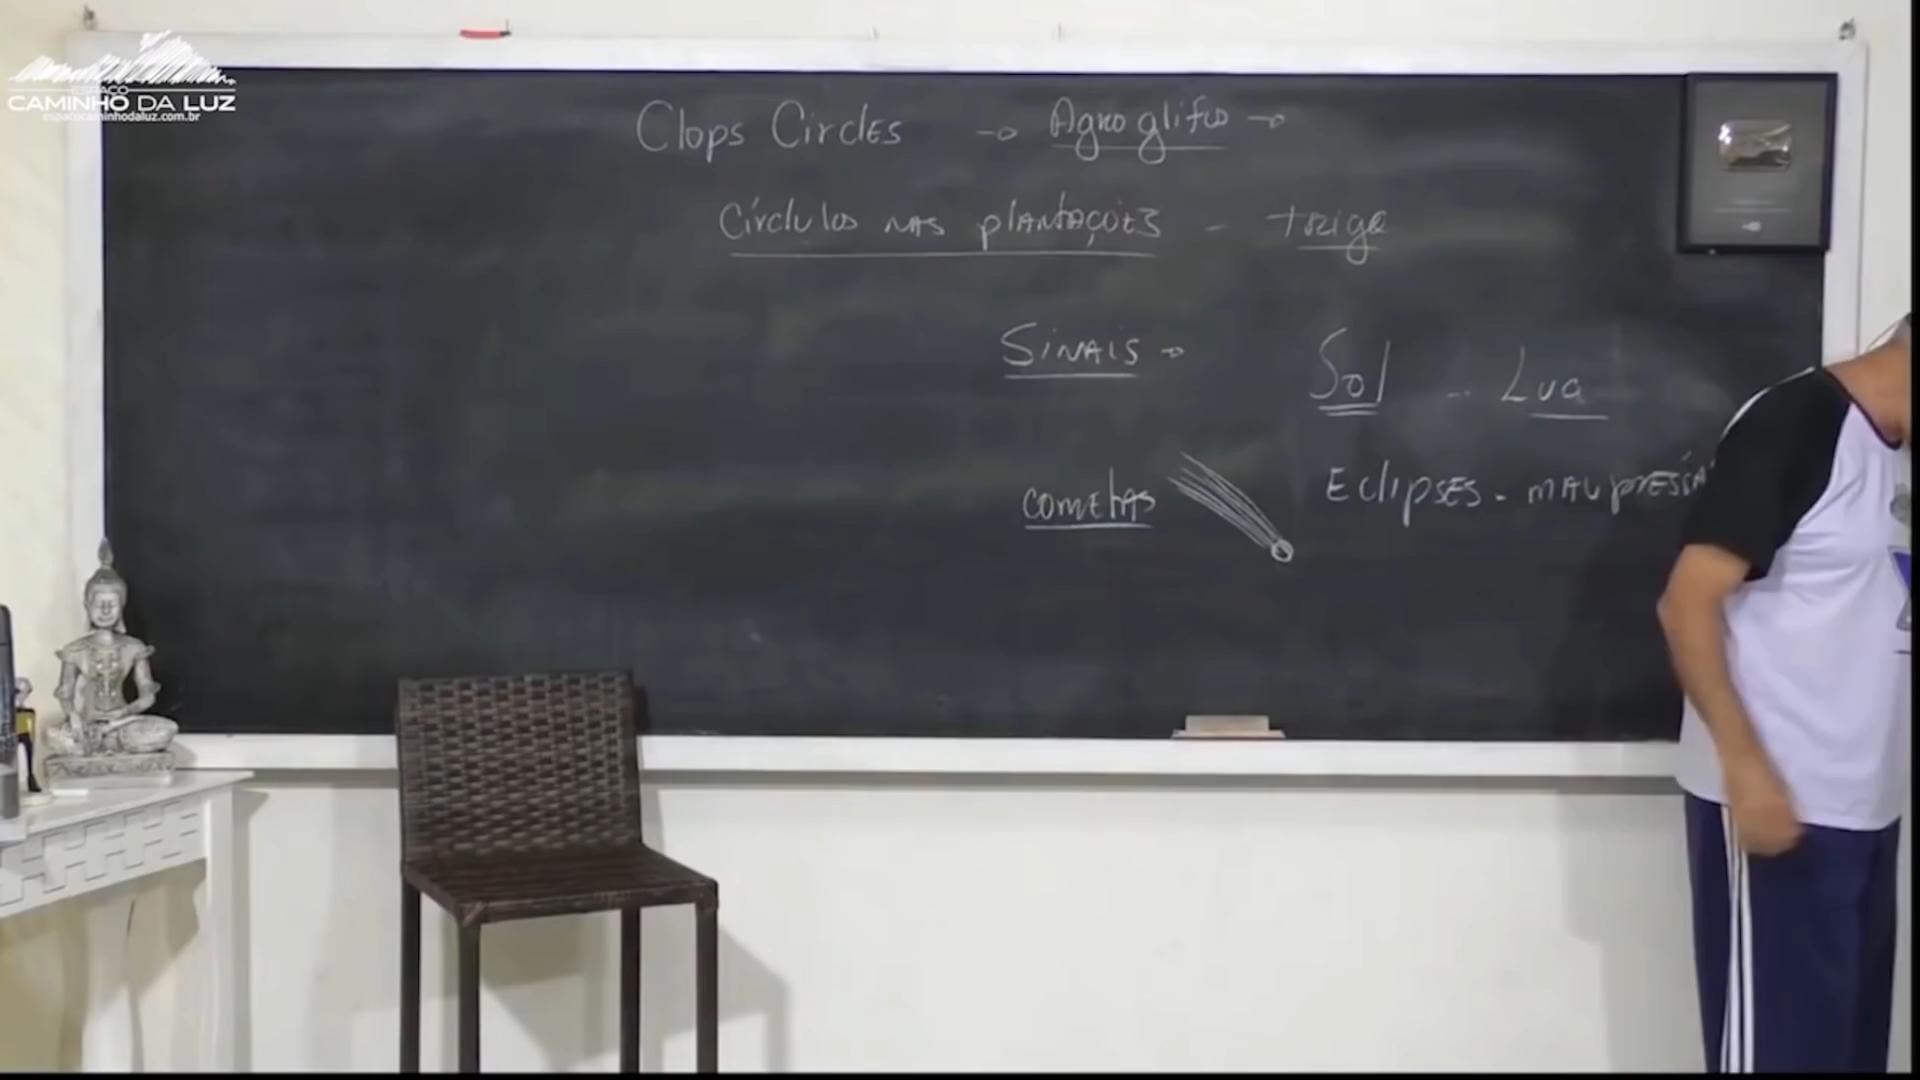 ESPAÇO
CAMINHO DA LUZ
espacocaminhodaluz.com.br
Clops Circles → Agroglifo →
Círculos nas plantações - trigo
Sinais →
Sol - Lua
cometas
Eclipses - mau pressá